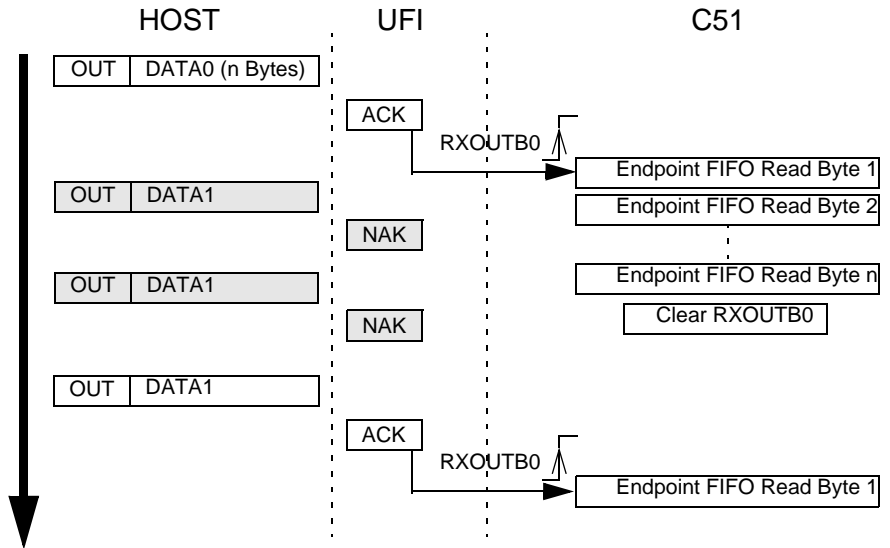 HOST UFI C51
OUT DATA0 (n Bytes)
ACK
RXOUTB0
Endpoint FIFO Read Byte 1
OUT DATA1
Endpoint FIFO Read Byte 2
NAK
OUT DATA1
Endpoint FIFO Read Byte n
NAK
Clear RXOUTB0
OUT DATA1
ACK
RXOUTB0
Endpoint FIFO Read Byte 1